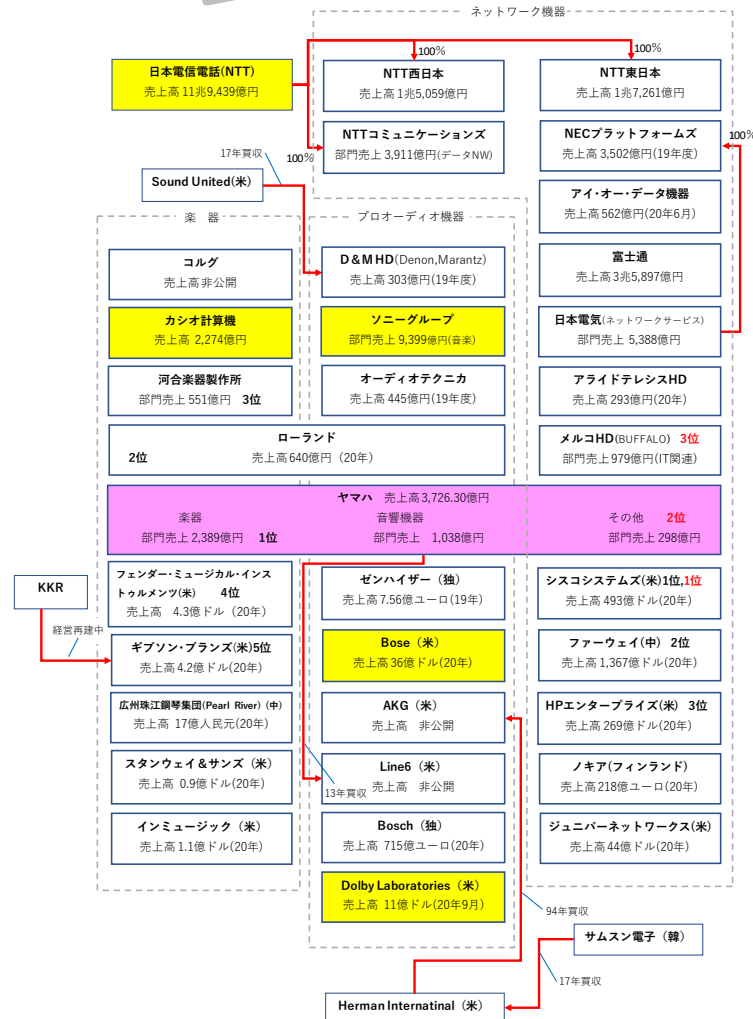 ネットワーク機器
100%
100%
日本電信電話(NTT)
売上高 11兆9,439億円
NTT西日本
売上高 1兆5,059億円
NTT東日本
売上高 1兆7,261億円
NTTコミュニケーションズ
部門売上 3,911億円(データNW)
NECプラットフォームズ
売上高 3,502億円(19年度)
100%
17年買収
100%
Sound United(米)
アイ・オー・データ機器
売上高 562億円(20年6月)
楽 器
プロオーディオ機器
コルグ
売上高 非公開
D&M HD(Denon,Marantz)
売上高 303億円(19年度)
富士通
売上高 3兆5,897億円
カシオ計算機
売上高 2,274億円
ソニーグループ
部門売上 9,399億円(音楽)
日本電気(ネットワークサービス)
部門売上 5,388億円
河合楽器製作所
部門売上 551億円 3位
オーディオテクニカ
売上高 445億円(19年度)
アライドテレシスHD
売上高 293億円(20年)
ローランド
2位 売上高 640億円(20年)
メルコHD(BUFFALO) 3位
部門売上 979億円(IT関連)
ヤマハ 売上高 3,726.30億円
楽器 音響機器 その他 2位
部門売上 2,389億円 1位 部門売上 1,038億円 部門売上 298億円
フェンダー・ミュージカル・インス
トゥルメンツ(米) 4位
売上高 4.3億ドル(20年)
ゼンハイザー(独)
売上高 7.56億ユーロ(19年)
シスコシステムズ(米)1位,1位
売上高 493億ドル(20年)
KKR
経営再建中
ギブソン・ブランズ(米)5位
売上高 4.2億ドル(20年)
Bose(米)
売上高 36億ドル(20年)
ファーウェイ(中) 2位
売上高 1,367億ドル(20年)
広州珠江鋼琴集団(Pearl River)(中)
売上高 17億人民元(20年)
AKG(米)
売上高 非公開
HPエンタープライズ(米) 3位
売上高 269億ドル(20年)
スタンウェイ&サンズ(米)
売上高 0.9億ドル(20年)
Line6(米)
売上高 非公開
ノキア(フィンランド)
売上高 218億ユーロ(20年)
13年買収
インミュージック(米)
売上高 1.1億ドル(20年)
Bosch(独)
売上高 715億ユーロ(20年)
ジュニパーネットワークス(米)
売上高 44億ドル(20年)
Dolby Laboratories(米)
売上高 11億ドル(20年9月)
94年買収
サムスン電子(韓)
17年買収
Herman Internatinal(米)